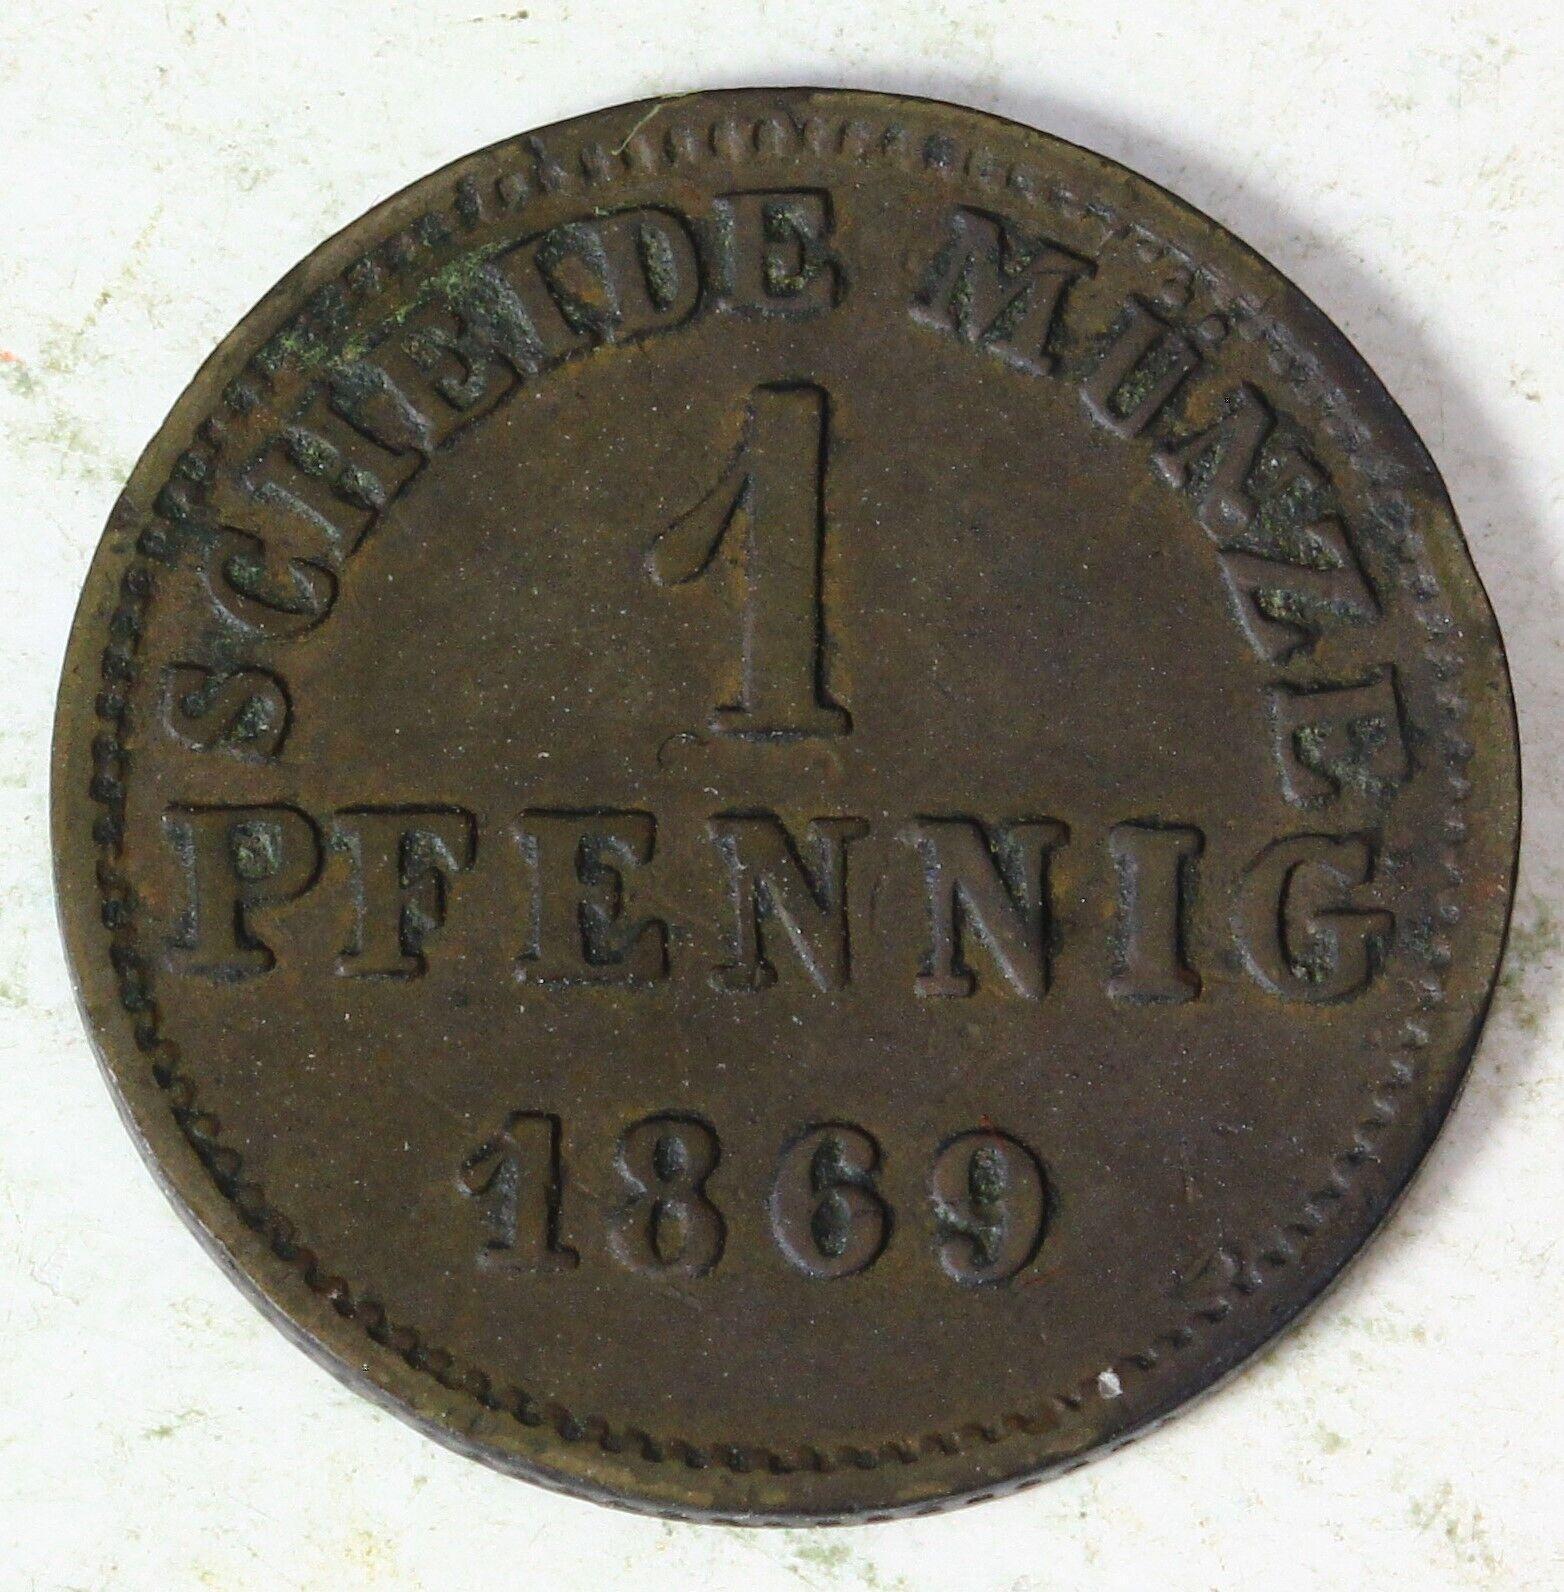 SCHEIDE MÜNZE
1
PFENNIG
1869